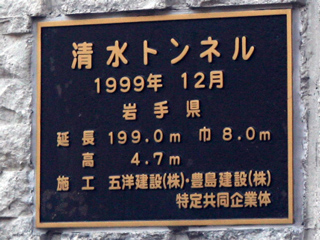 清水トンネル
1999年 12月
岩手県
延長 199.0m 巾 8.0m
高 4.7m
施工 五洋建設(株)・豊島建設(株)
特定共同企業体